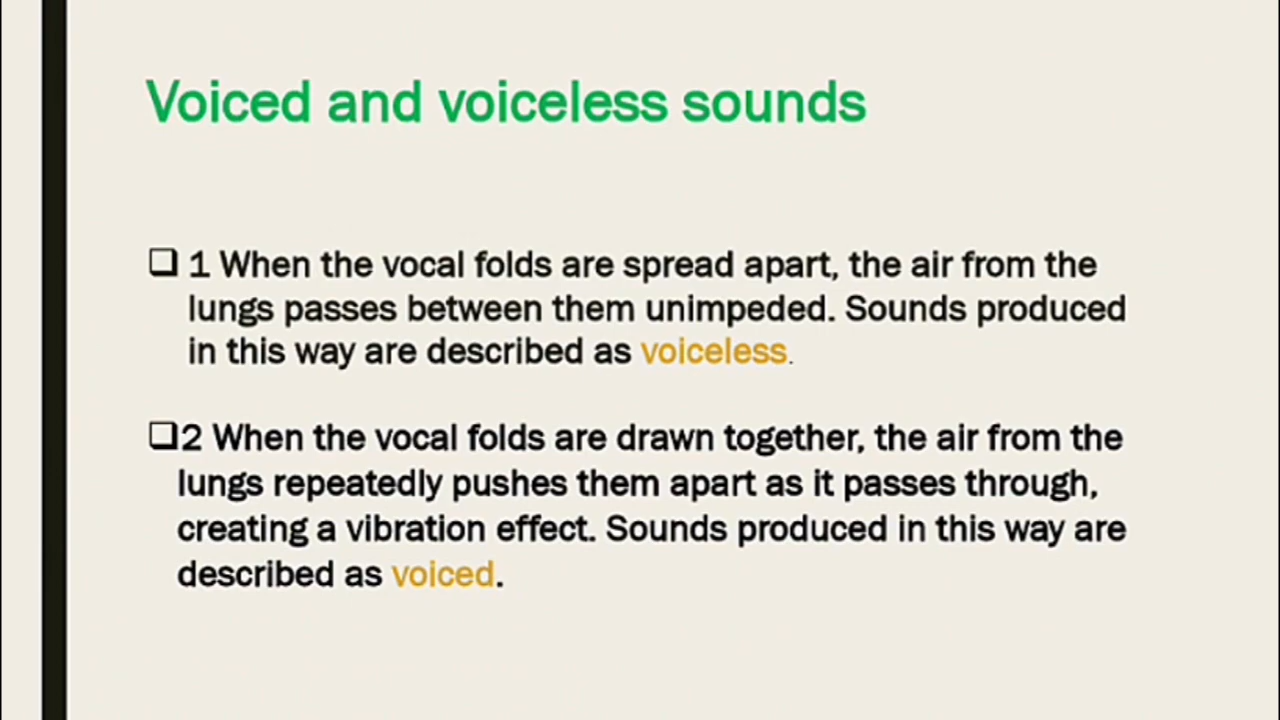 Voiced and voiceless sounds
❑ 1 When the vocal folds are spread apart, the air from the
lungs passes between them unimpeded. Sounds produced
in this way are described as voiceless.
❑2 When the vocal folds are drawn together, the air from the
lungs repeatedly pushes them apart as it passes through,
creating a vibration effect. Sounds produced in this way are
described as voiced.